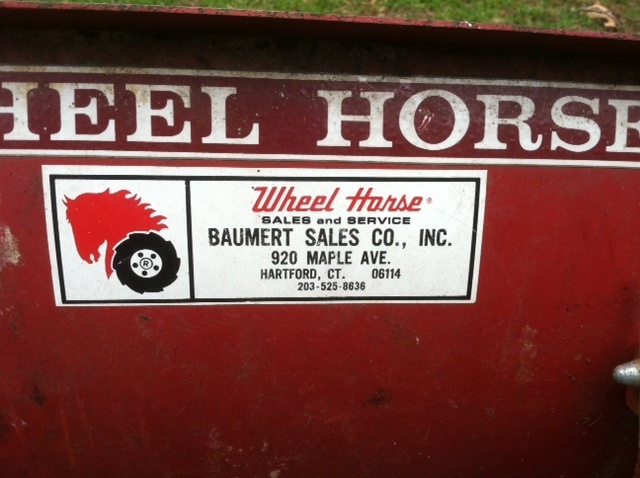 HEEL HORSE
Wheel Horse®
SALES and SERVICE
BAUMERT SALES CO., INC.
920 MAPLE AVE.
HARTFORD, CT. 06114
203-525-8636
®